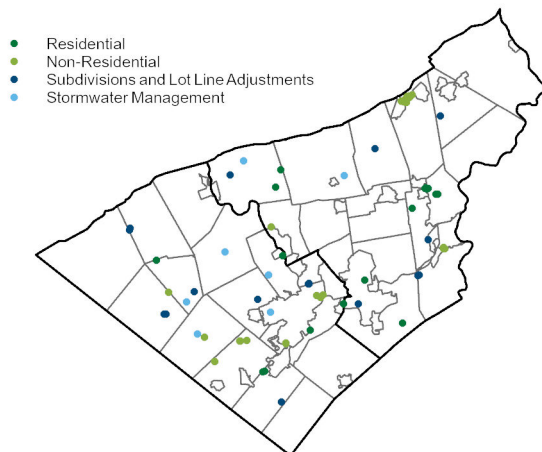 Residential
Non-Residential
Subdivisions and Lot Line Adjustments
Stormwater Management